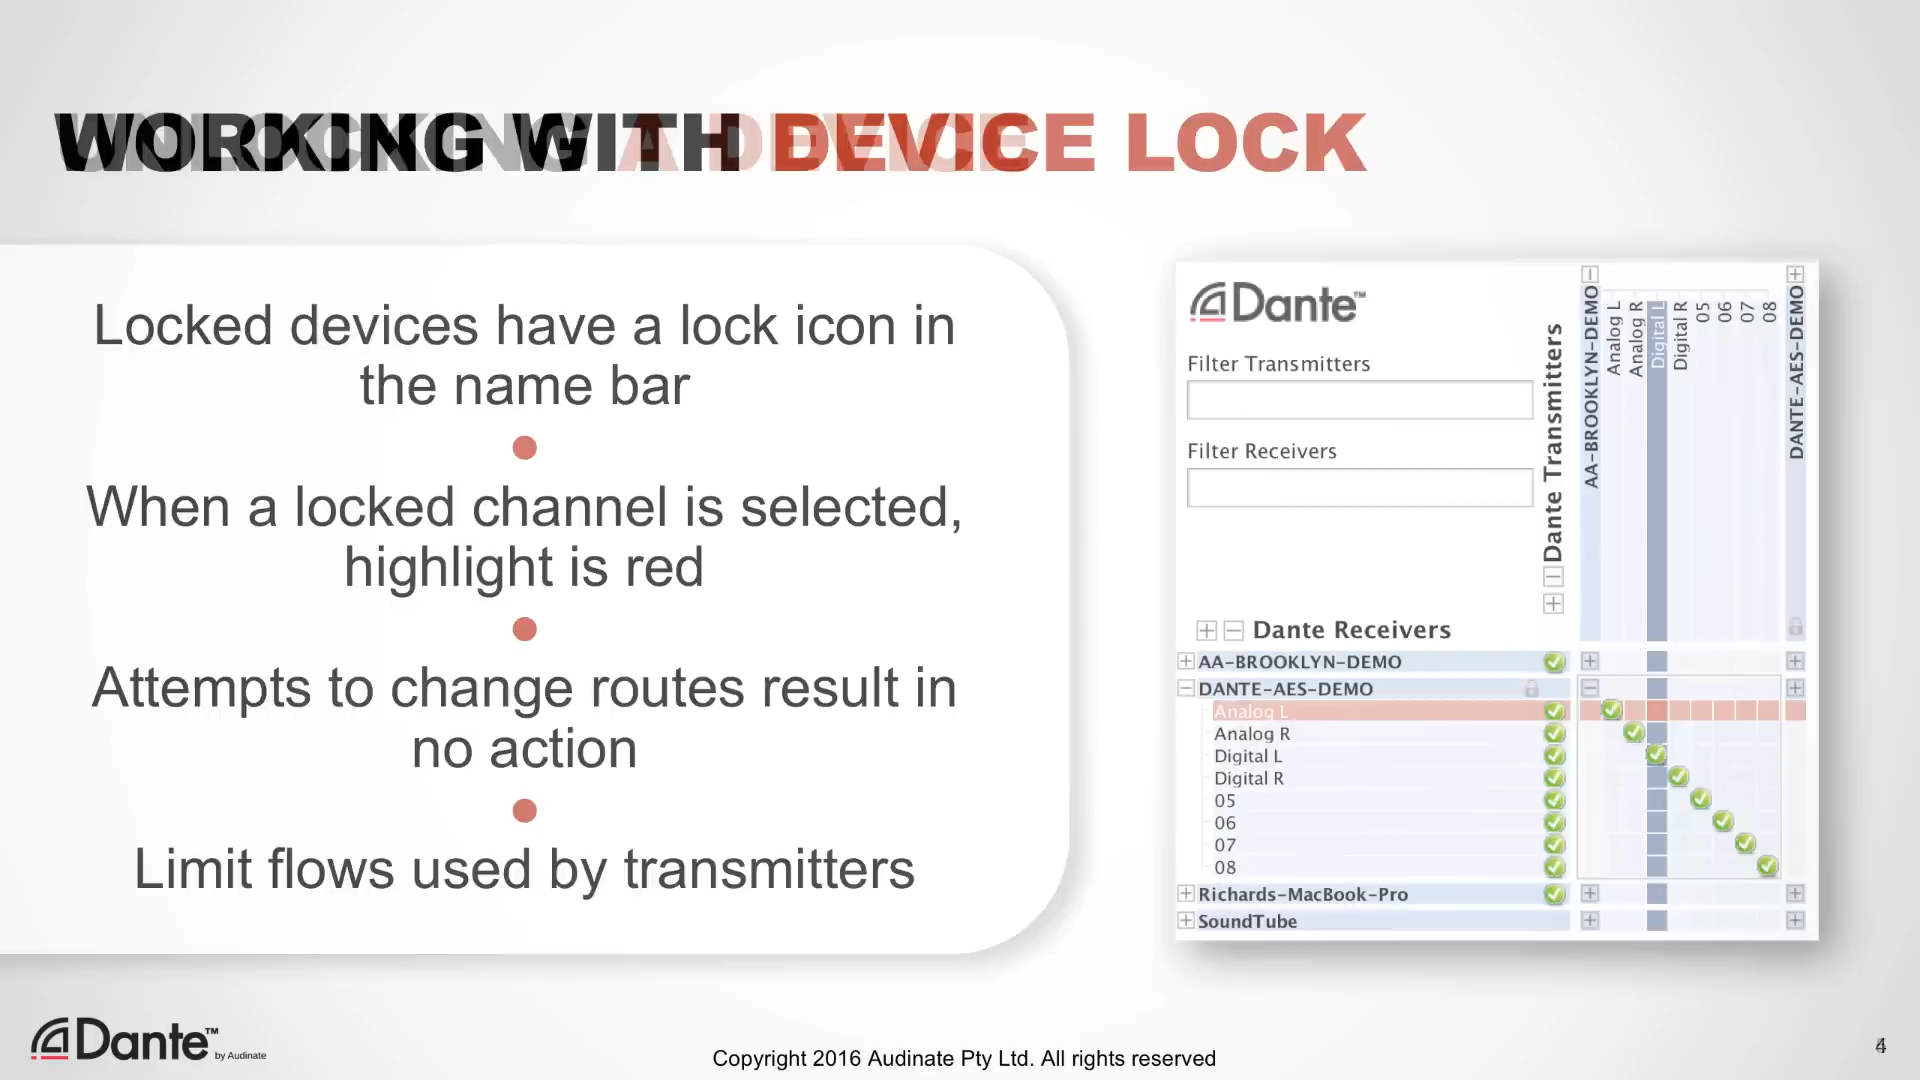 WORKING WITH DEVICE LOCK
UNLOCKING A DEVICE
Locked devices have a lock icon in
the name bar
When a locked channel is selected,
highlight is red
Attempts to change routes result in
no action
Limit flows used by transmitters
Dante™
Filter Transmitters
Filter Receivers
Dante Transmitters
AA-BROOKLYN-DEMO
Analog L
Analog R
Digital L
Digital R
05
06
07
08
DANTE-AES-DEMO
Dante Receivers
AA-BROOKLYN-DEMO
DANTE-AES-DEMO
Analog L
Analog R
Digital L
Digital R
05
06
07
08
Richards-MacBook-Pro
SoundTube
Dante™ by Audinate
Copyright 2016 Audinate Pty Ltd. All rights reserved
4